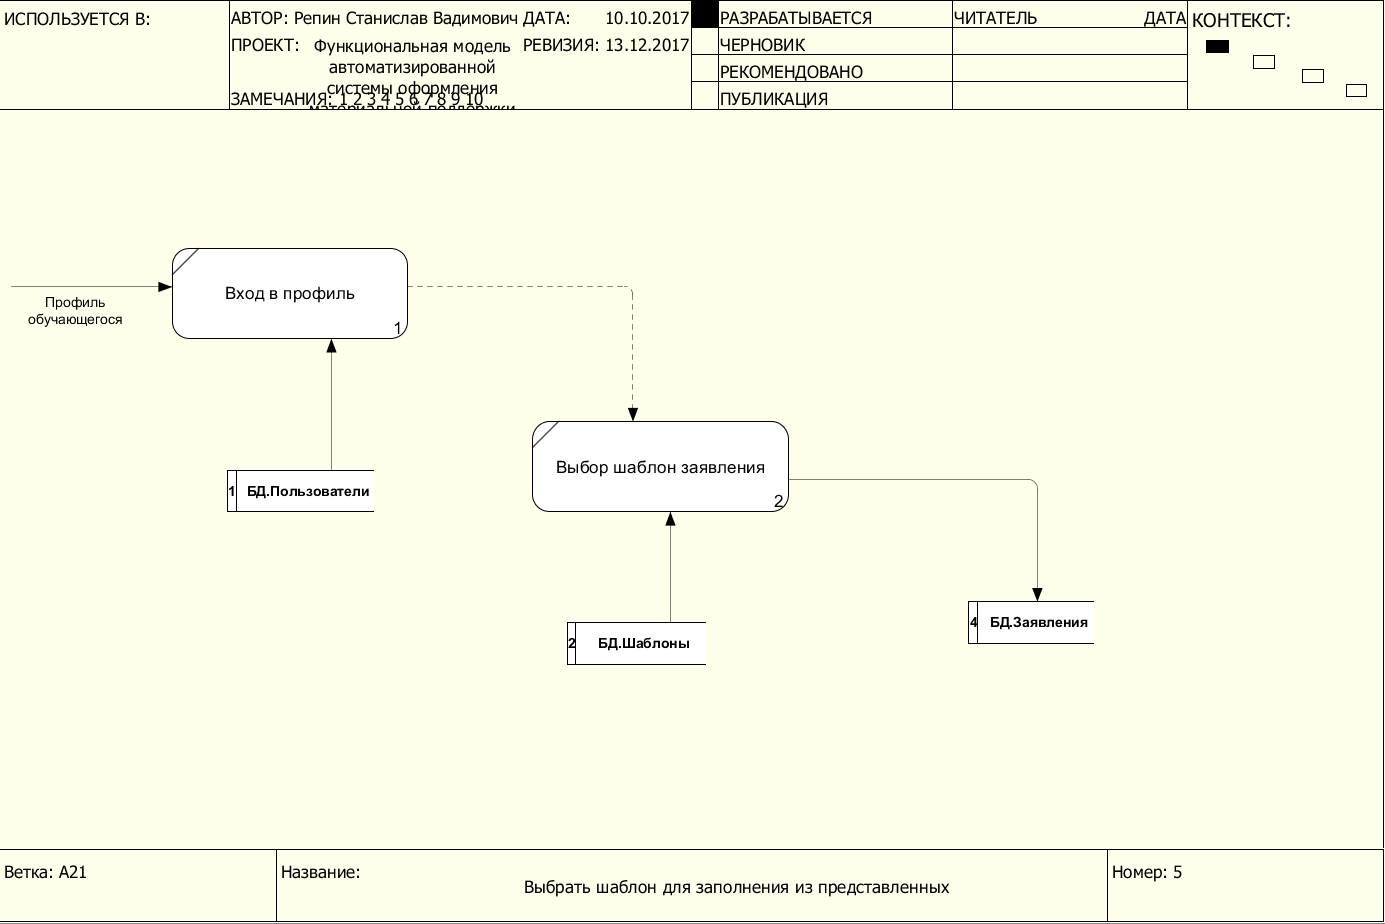 ИСПОЛЬЗУЕТСЯ В:
АВТОР: Репин Станислав Вадимович ДАТА: 10.10.2017
ПРОЕКТ: Функциональная модель РЕВИЗИЯ: 13.12.2017
автоматизированной
системы оформления
материальной поддержки
ЗАМЕЧАНИЯ: 1 2 3 4 5 6 7 8 9 10
РАЗРАБАТЫВАЕТСЯ
ЧЕРНОВИК
РЕКОМЕНДОВАНО
ПУБЛИКАЦИЯ
ЧИТАТЕЛЬ ДАТА
КОНТЕКСТ:
Профиль
обучающегося
Вход в профиль
1
1 БД.Пользователи
Выбор шаблон заявления
2
2 БД.Шаблоны
4 БД.Заявления
Ветка: A21
Название:
Выбрать шаблон для заполнения из представленных
Номер: 5